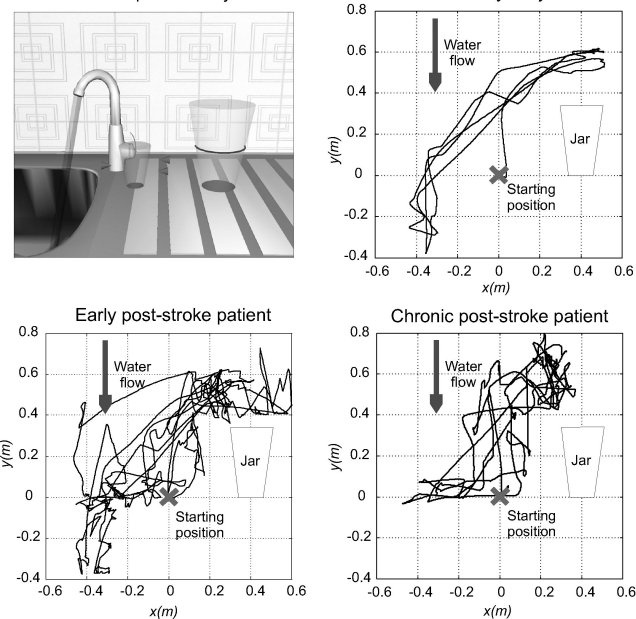 0.8
0.6
0.4
0.2
0
-0.2
-0.4
y(m)
Water
flow
Jar
Starting
position
-0.6 -0.4 -0.2 0 0.2 0.4 0.6
x(m)
Early post-stroke patient
0.8
0.6
0.4
0.2
0
-0.2
-0.4
y(m)
Water
flow
Jar
Starting
position
-0.6 -0.4 -0.2 0 0.2 0.4 0.6
x(m)
Chronic post-stroke patient
0.8
0.6
0.4
0.2
0
-0.2
-0.4
y(m)
Water
flow
Jar
Starting
position
-0.6 -0.4 -0.2 0 0.2 0.4 0.6
x(m)